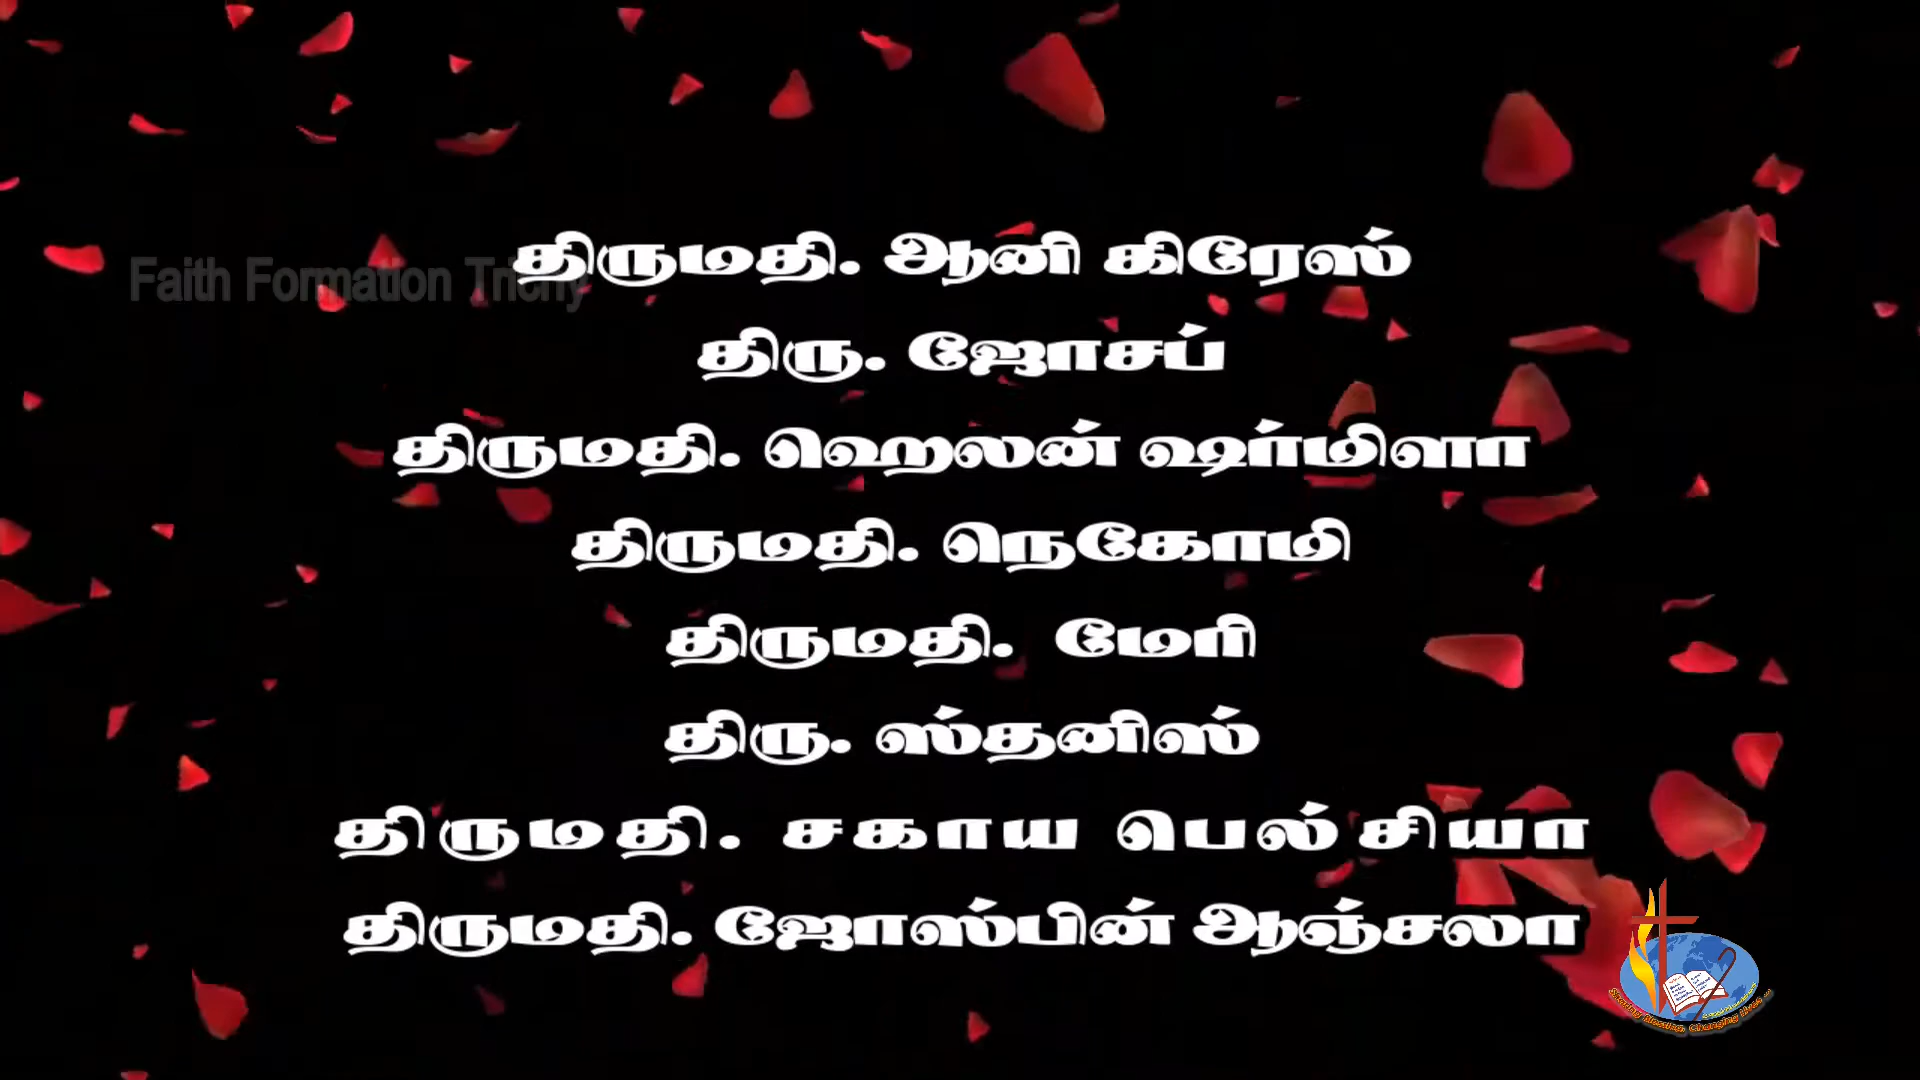 திருமதி. ஆனி கிரேஸ்
Faith Formation Trichy
திரு. ஜோசப்
திருமதி. ஹெலன் ஷர்மிளா
திருமதி. நெகோமி
திருமதி. மேரி
திரு. ஸ்தனிஸ்
திருமதி. சகாய பெல்சியா
திருமதி. ஜோஸ்பின் ஆஞ்சலா